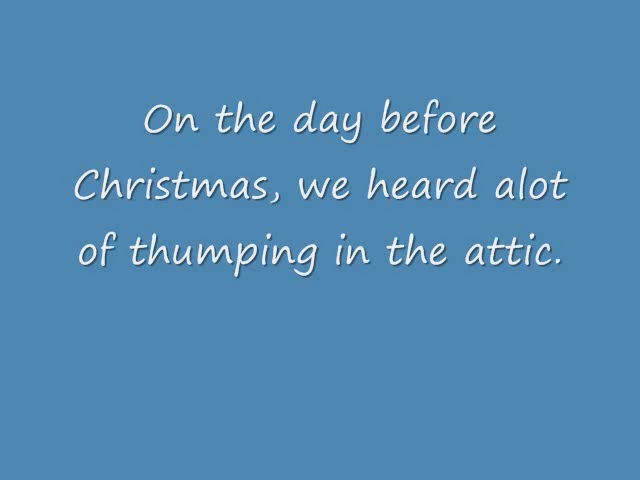 On the day before
Christmas, we heard alot
of thumping in the attic.